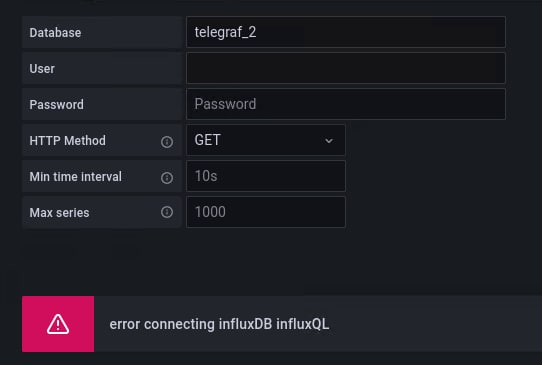 Database telegraf_2
User
Password Password
HTTP Method GET
Min time interval 10s
Max series 1000
error connecting influxDB influxQL